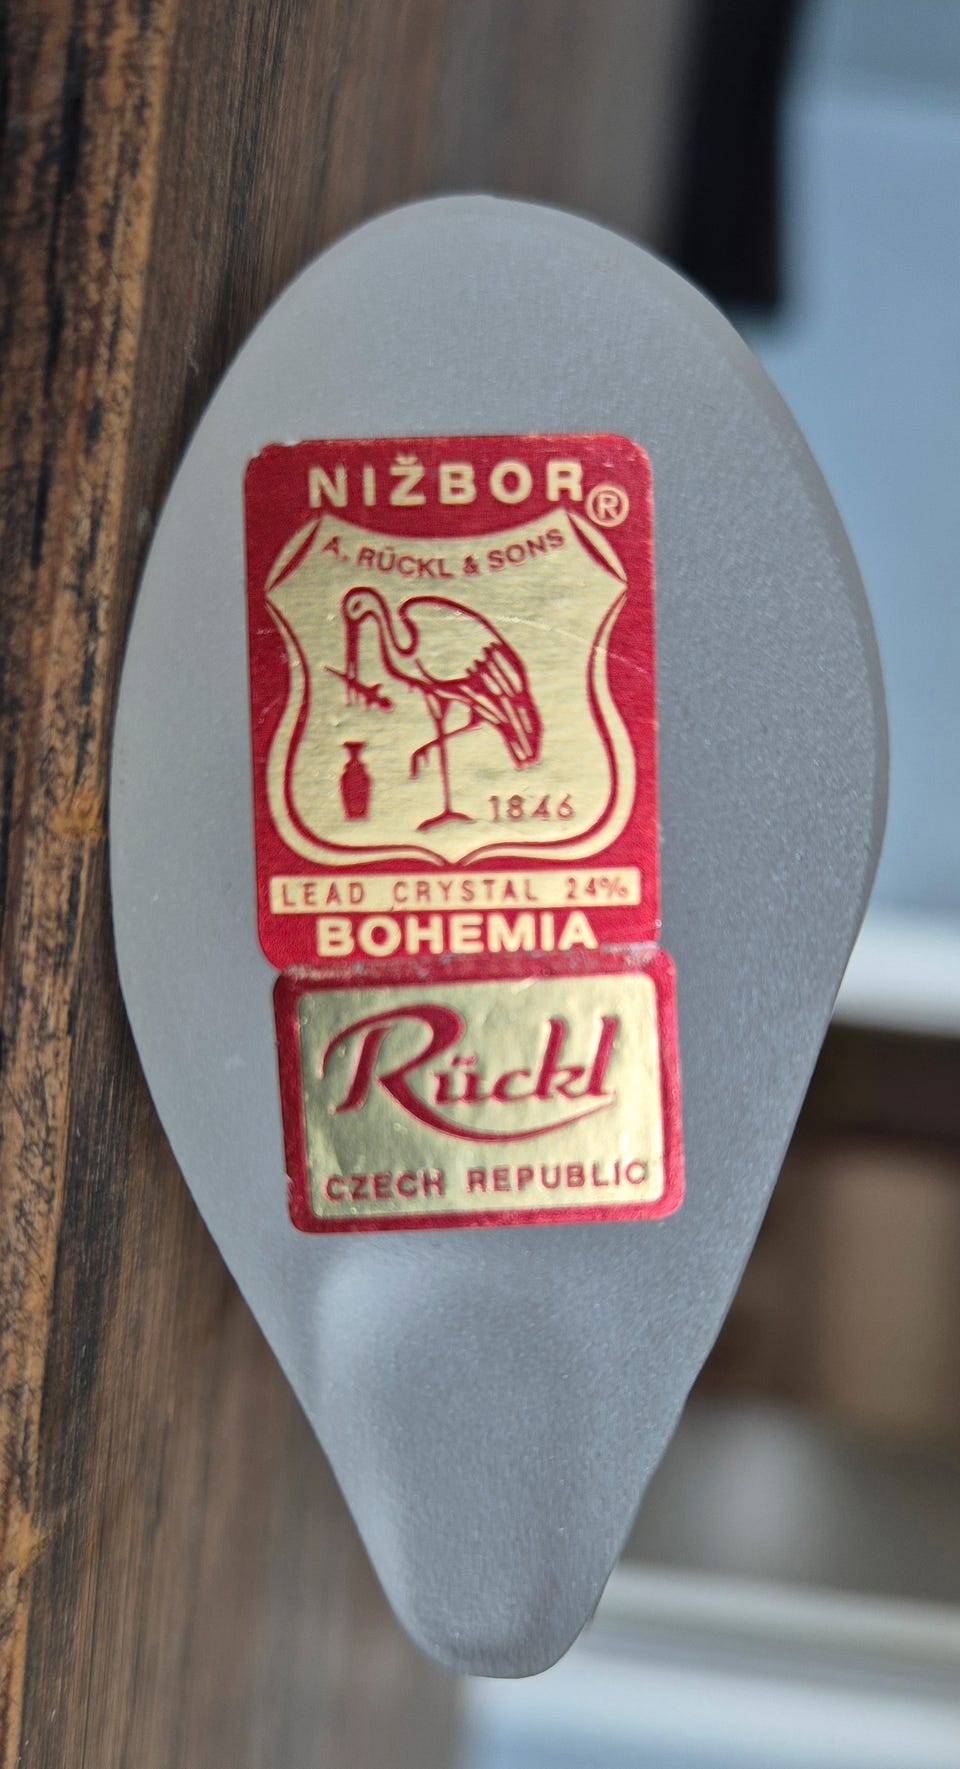 NIŽBOR®
A. RÜCKL & SONS
1846
LEAD CRYSTAL 24%
BOHEMIA
Rückl
CZECH REPUBLIC